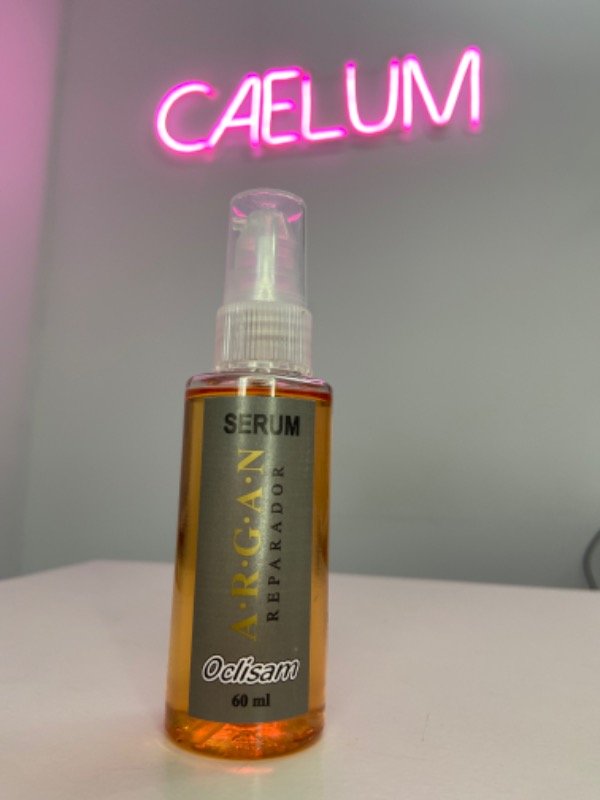 CAELUM
SERUM
A·R·G·A·N
REPARADOR
Oclisam
60 ml